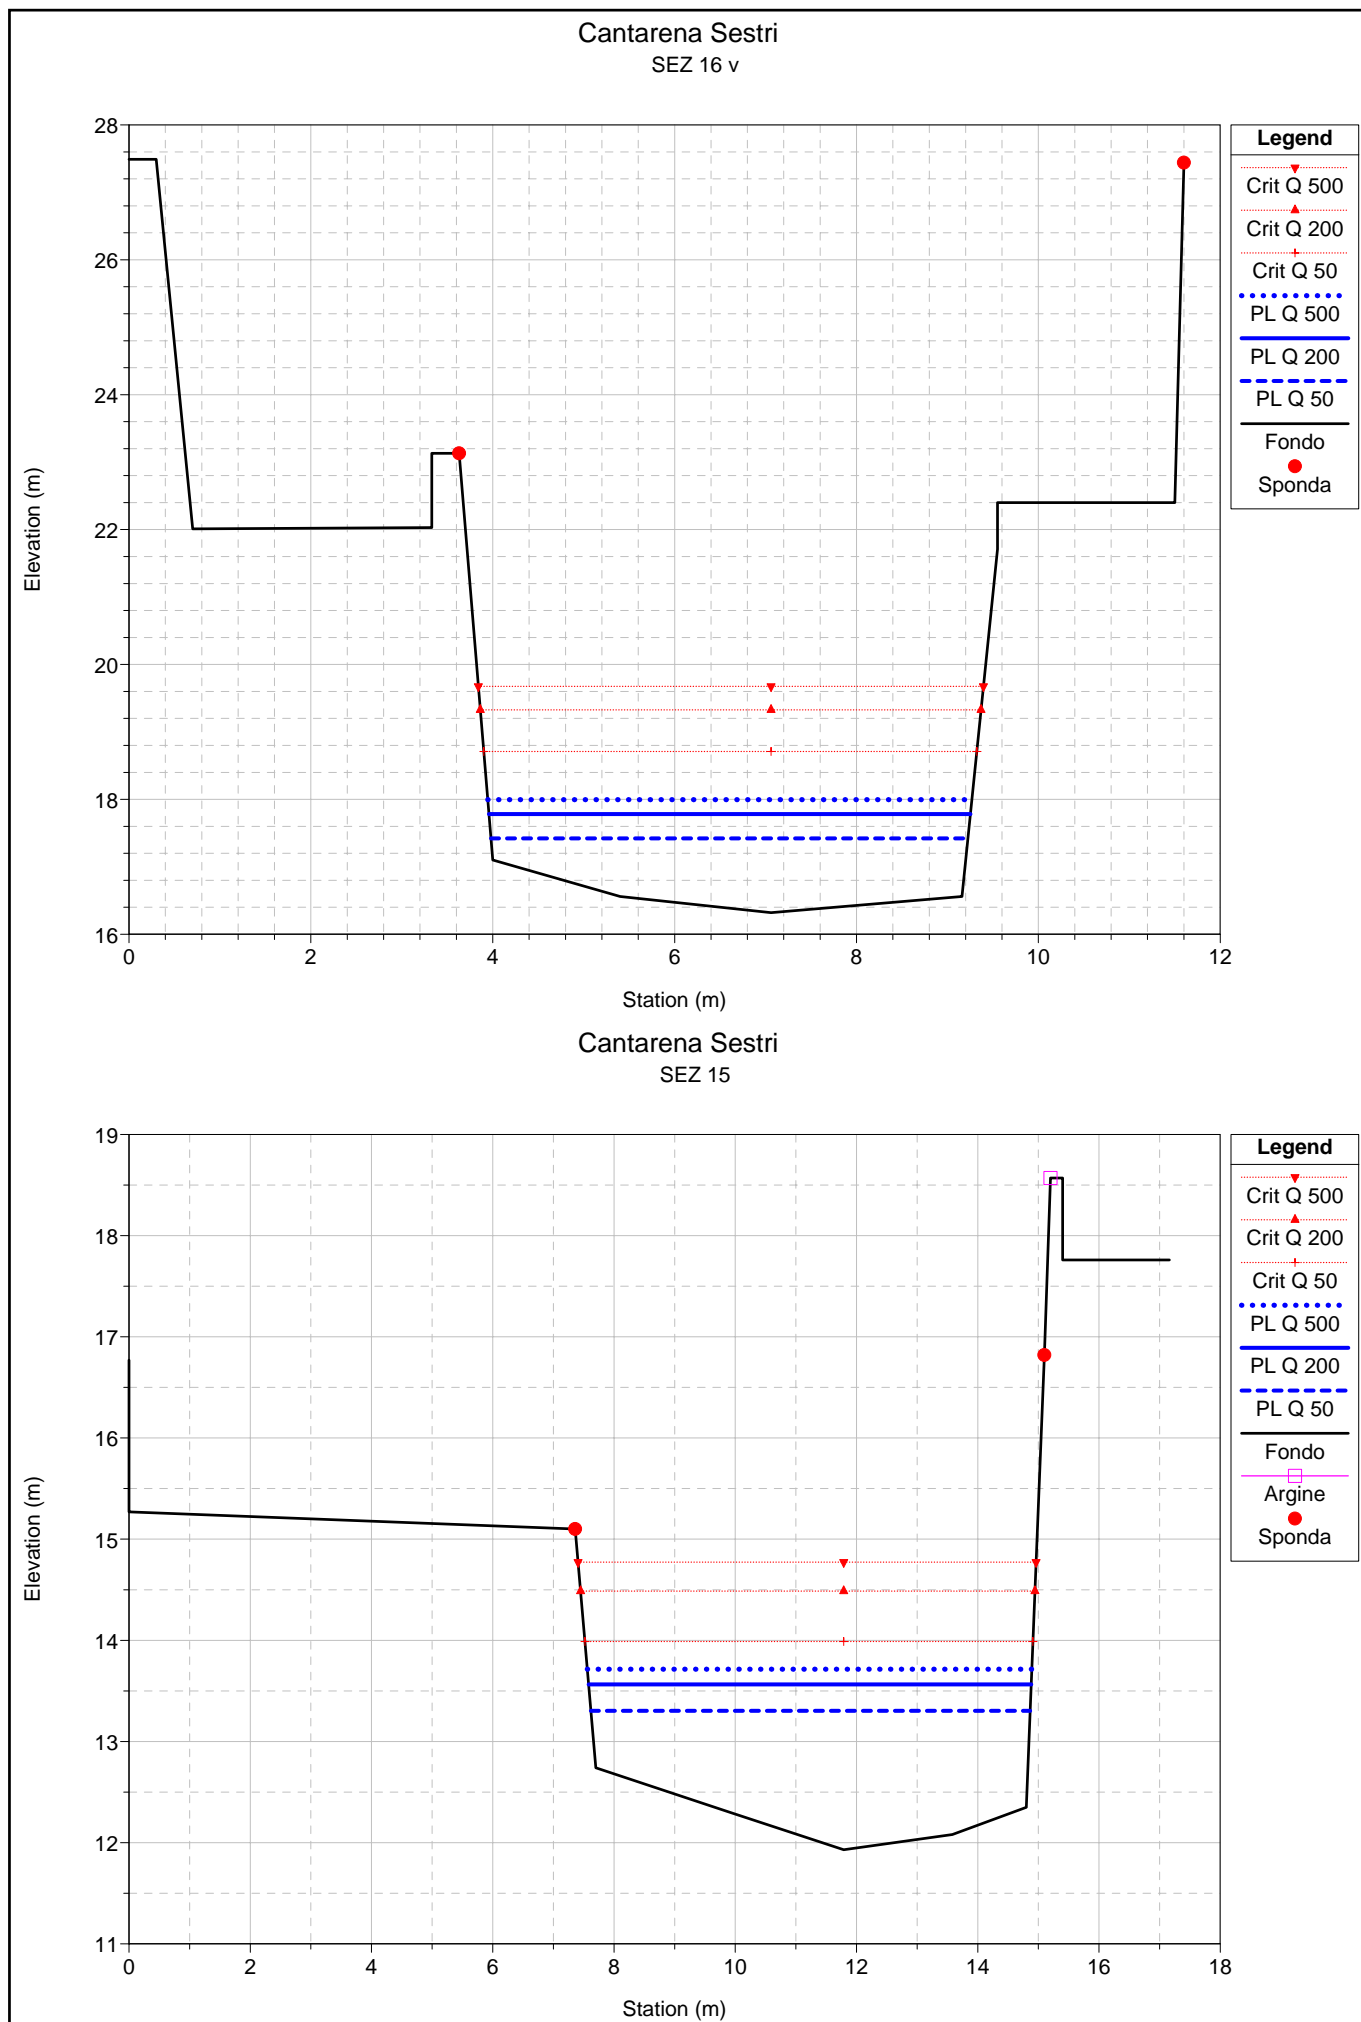 Cantarena Sestri
SEZ 16 v
28
26
24
22
20
18
16
Elevation (m)
0 2 4 6 8 10 12
Station (m)
Legend
Crit Q 500
Crit Q 200
Crit Q 50
PL Q 500
PL Q 200
PL Q 50
Fondo
Sponda
Cantarena Sestri
SEZ 15
19
18
17
16
15
14
13
12
11
Elevation (m)
0 2 4 6 8 10 12 14 16 18
Station (m)
Legend
Crit Q 500
Crit Q 200
Crit Q 50
PL Q 500
PL Q 200
PL Q 50
Fondo
Argine
Sponda